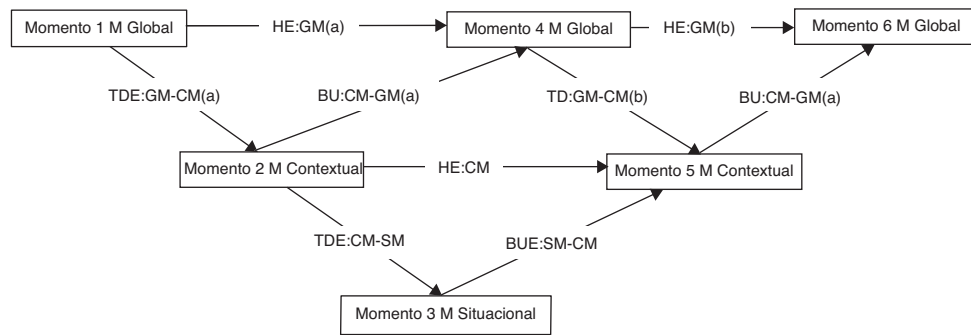 HE:GM(a)
HE:GM(b)
Momento 1 M Global
Momento 4 M Global
Momento 6 M Global
TDE:GM-CM(a)
BU:CM-GM(a)
TD:GM-CM(b)
BU:CM-GM(a)
HE:CM
Momento 2 M Contextual
Momento 5 M Contextual
TDE:CM-SM
BUE:SM-CM
Momento 3 M Situacional